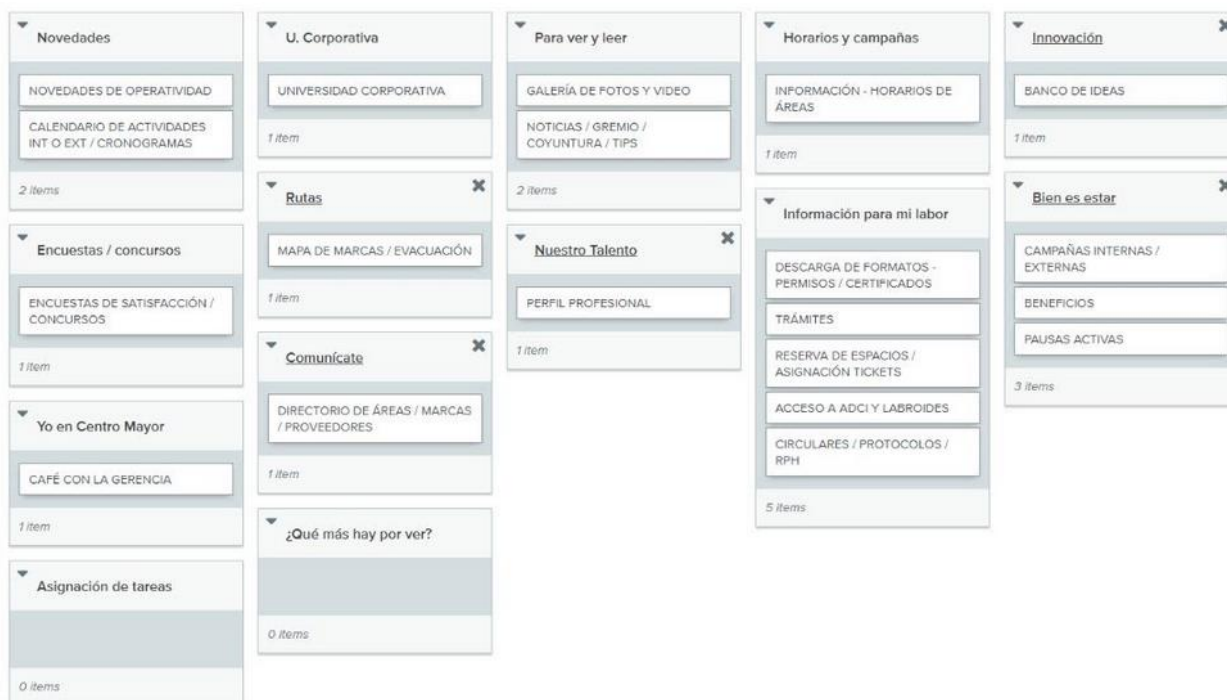 Novedades
NOVEDADES DE OPERATIVIDAD
CALENDARIO DE ACTIVIDADES
INT O EXT / CRONOGRAMAS
2 items
Encuestas / concursos
ENCUESTAS DE SATISFACCIÓN /
CONCURSOS
1 item
Yo en Centro Mayor
CAFÉ CON LA GERENCIA
1 item
Asignación de tareas
0 items
U. Corporativa
UNIVERSIDAD CORPORATIVA
1 item
Rutas
MAPA DE MARCAS / EVACUACIÓN
1 item
Comunícate
DIRECTORIO DE ÁREAS / MARCAS
/ PROVEEDORES
1 item
¿Qué más hay por ver?
0 items
Para ver y leer
GALERÍA DE FOTOS Y VIDEO
NOTICIAS / GREMIO /
COYUNTURA / TIPS
2 items
Nuestro Talento
PERFIL PROFESIONAL
1 item
Horarios y campañas
INFORMACIÓN - HORARIOS DE
ÁREAS
1 item
Información para mi labor
DESCARGA DE FORMATOS -
PERMISOS / CERTIFICADOS
TRÁMITES
RESERVA DE ESPACIOS /
ASIGNACIÓN TICKETS
ACCESO A ADCI Y LABROIDES
CIRCULARES / PROTOCOLOS /
RPH
5 items
Innovación
BANCO DE IDEAS
1 item
Bien es estar
CAMPAÑAS INTERNAS /
EXTERNAS
BENEFICIOS
PAUSAS ACTIVAS
3 items